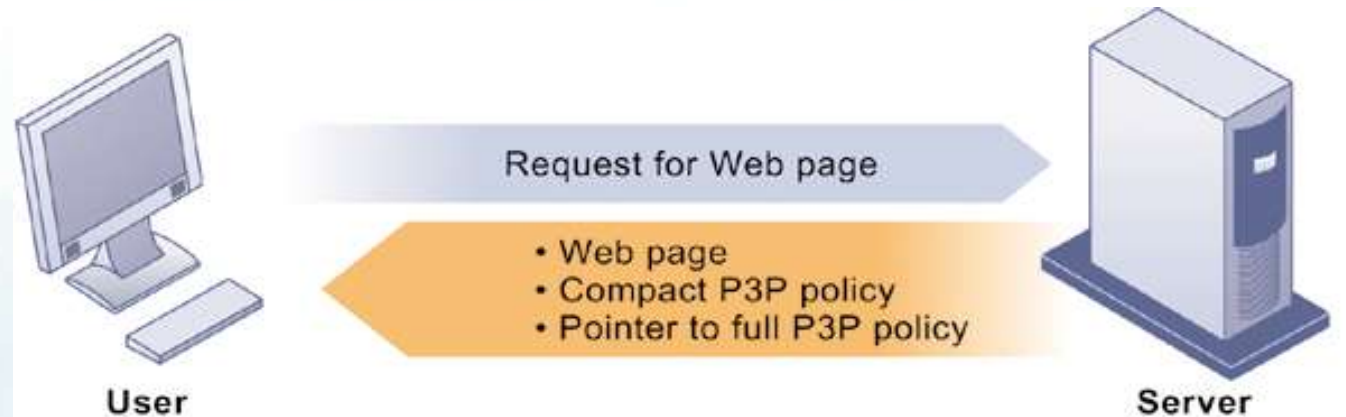 Request for Web page
• Web page
• Compact P3P policy
• Pointer to full P3P policy
User
Server